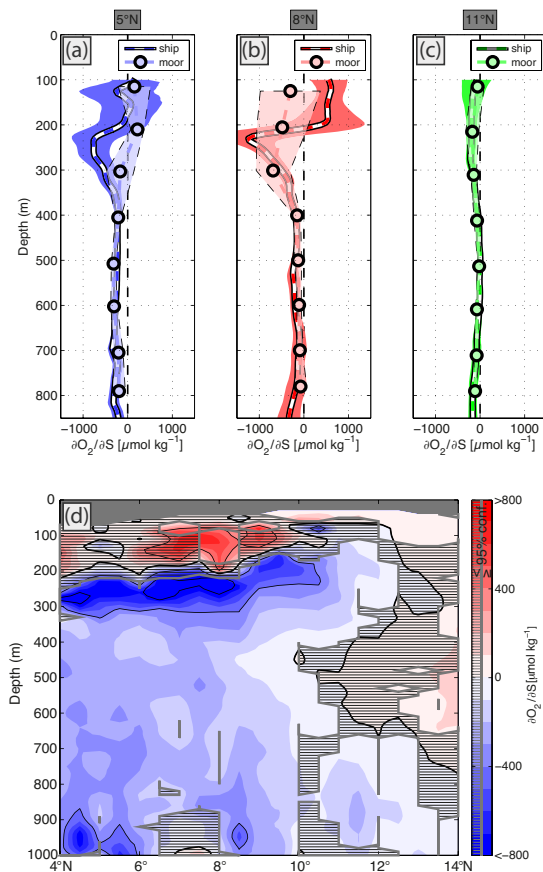 5°N 8°N 11°N
(a) ship moor
(b) ship moor
(c) ship moor
0
100
200
300
400
500
600
700
800
Depth (m)
−1000 0 1000
−1000 0 1000
−1000 0 1000
∂O₂/∂S [µmol kg⁻¹]
∂O₂/∂S [µmol kg⁻¹]
∂O₂/∂S [µmol kg⁻¹]
(d)
0
100
200
300
400
500
600
700
800
900
1000
Depth (m)
4°N 6° 8° 10° 12° 14°N
>800
400
0
−400
<−800
95% conf.
∂O₂/∂S[µmol kg⁻¹]